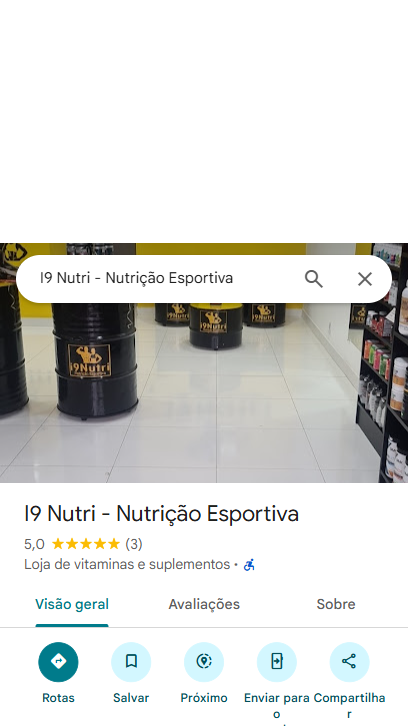 I9 Nutri - Nutrição Esportiva
i9Nutri
i9Nutri
I9 Nutri - Nutrição Esportiva
5,0 (3)
Loja de vitaminas e suplementos ·
Visão geral
Avaliações
Sobre
Rotas
Salvar
Próximo
Enviar para o
Compartilhar